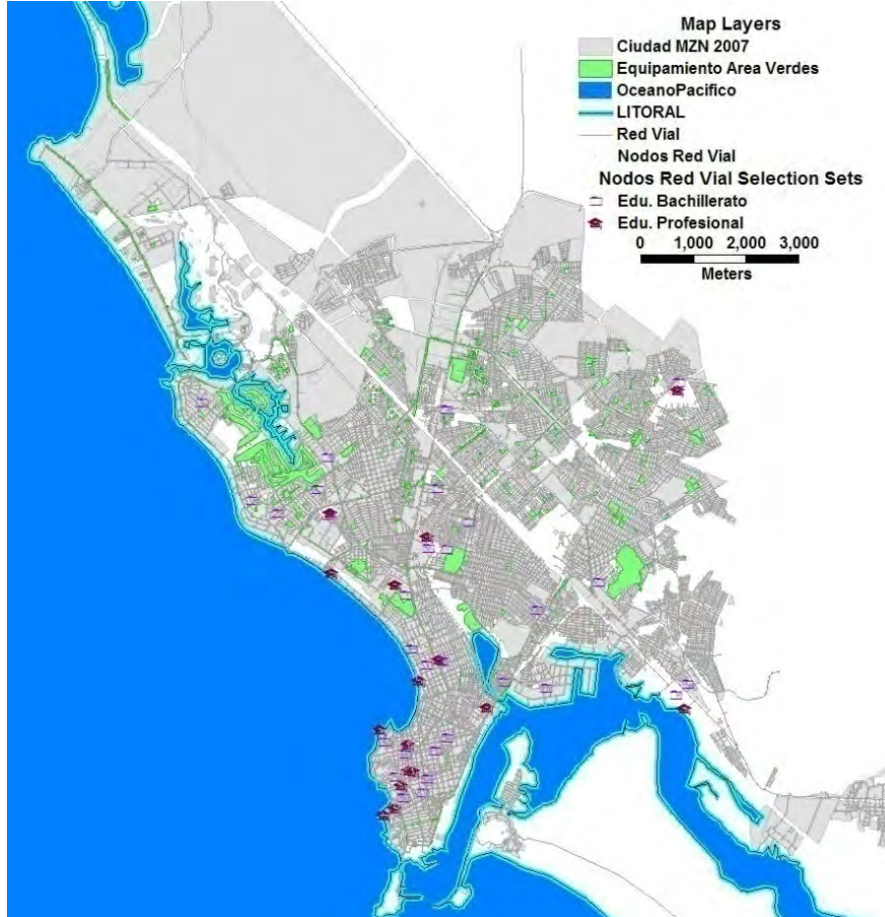 Map Layers
Ciudad MZN 2007
Equipamiento Area Verdes
OceanoPacifico
LITORAL
Red Vial
Nodos Red Vial
Nodos Red Vial Selection Sets
Edu. Bachillerato
Edu. Profesional
0 1,000 2,000 3,000
Meters